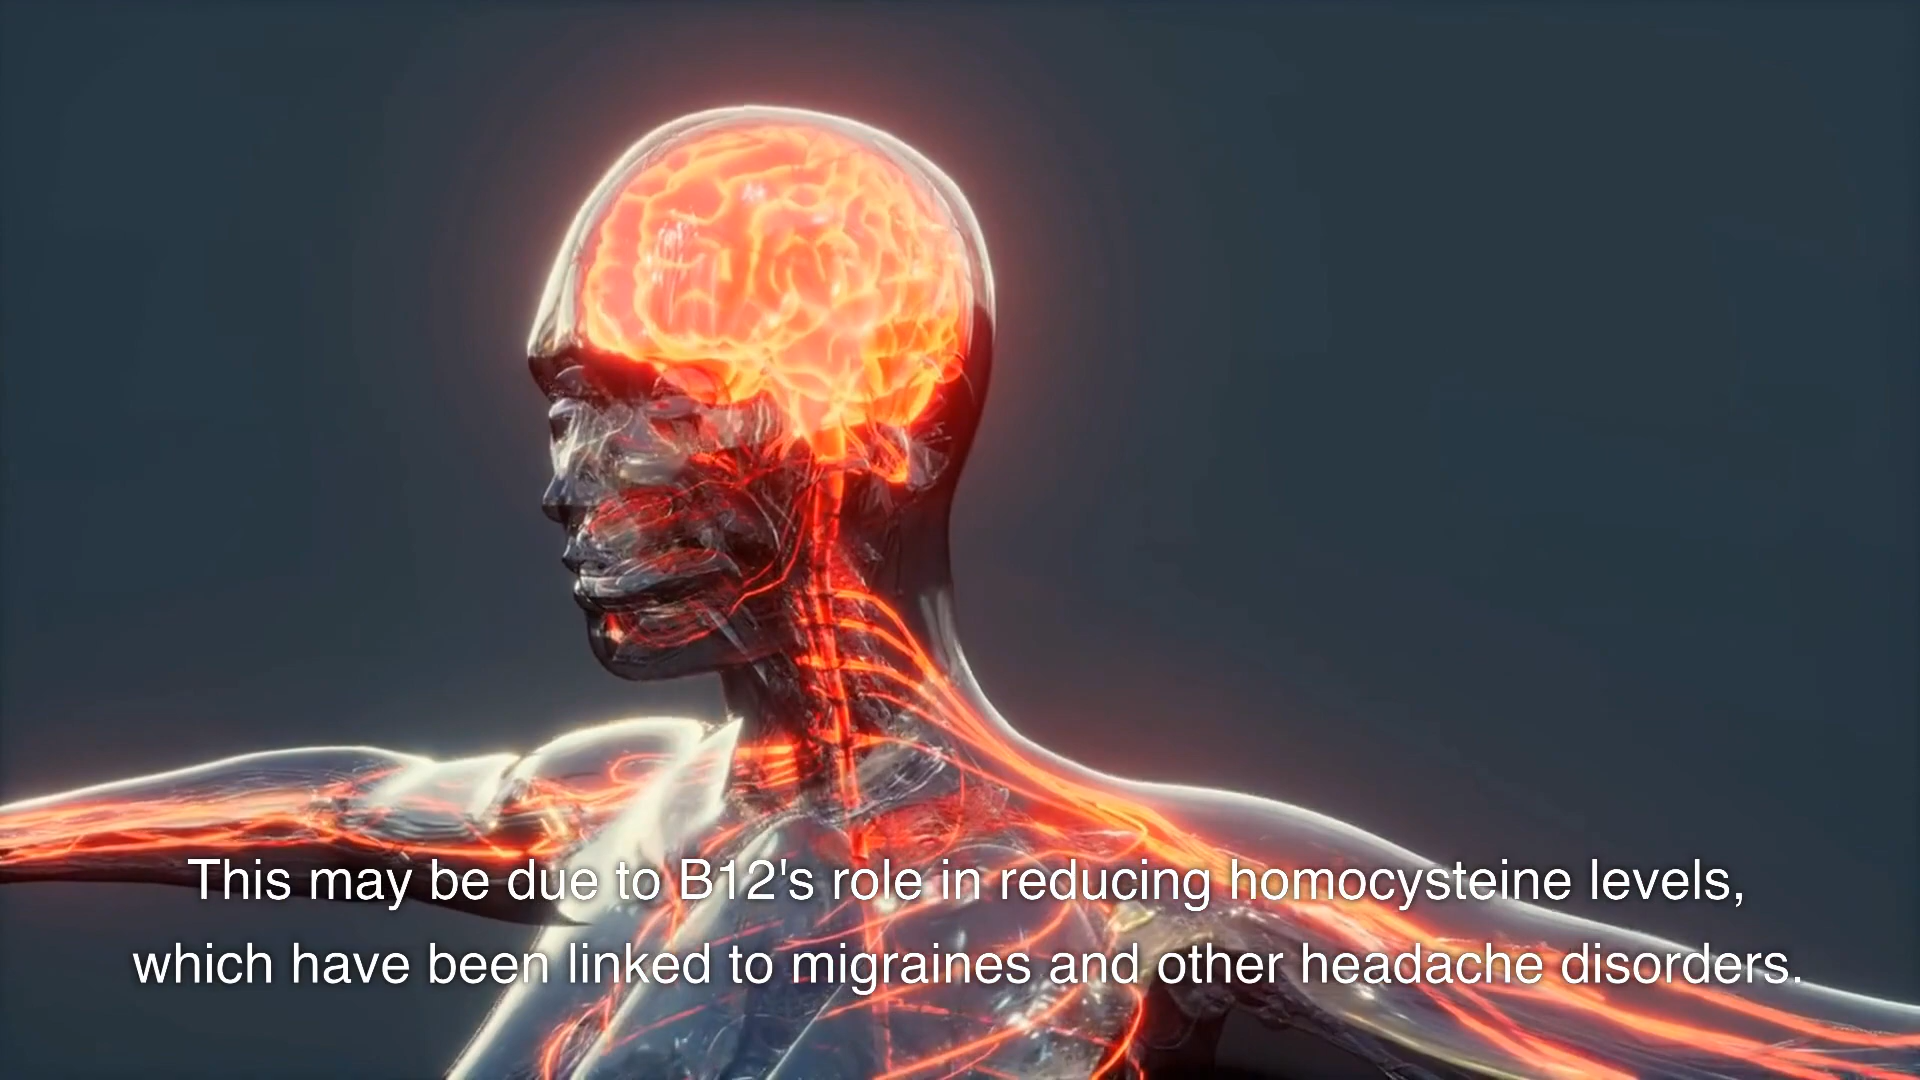 This may be due to B12's role in reducing homocysteine levels,
which have been linked to migraines and other headache disorders.